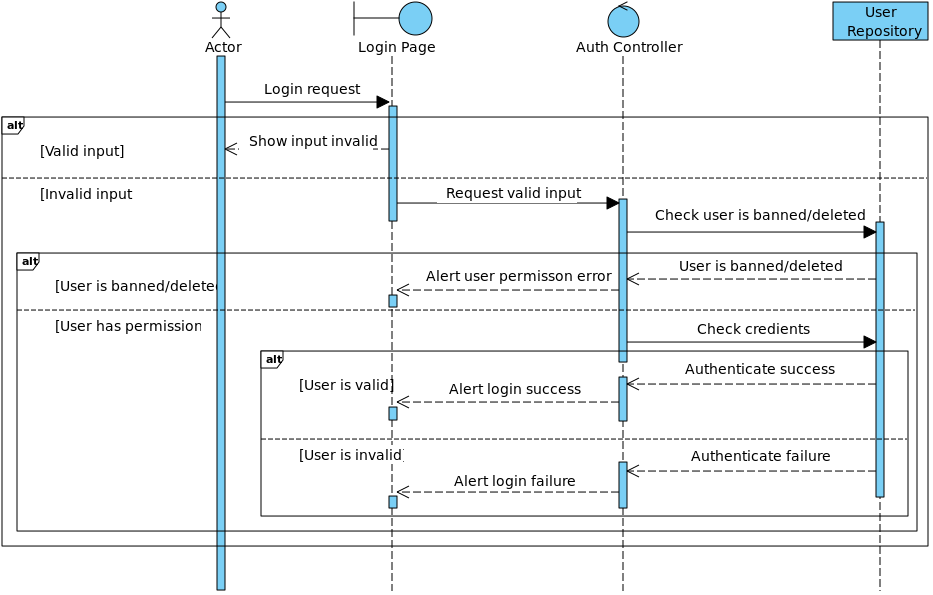 Actor
Login Page
Auth Controller
User
Repository
Login request
alt
Show input invalid
[Valid input]
[Invalid input
Request valid input
Check user is banned/deleted
alt
User is banned/deleted
Alert user permisson error
[User is banned/deleted
[User has permission
Check credients
alt
Authenticate success
[User is valid]
Alert login success
[User is invalid]
Authenticate failure
Alert login failure